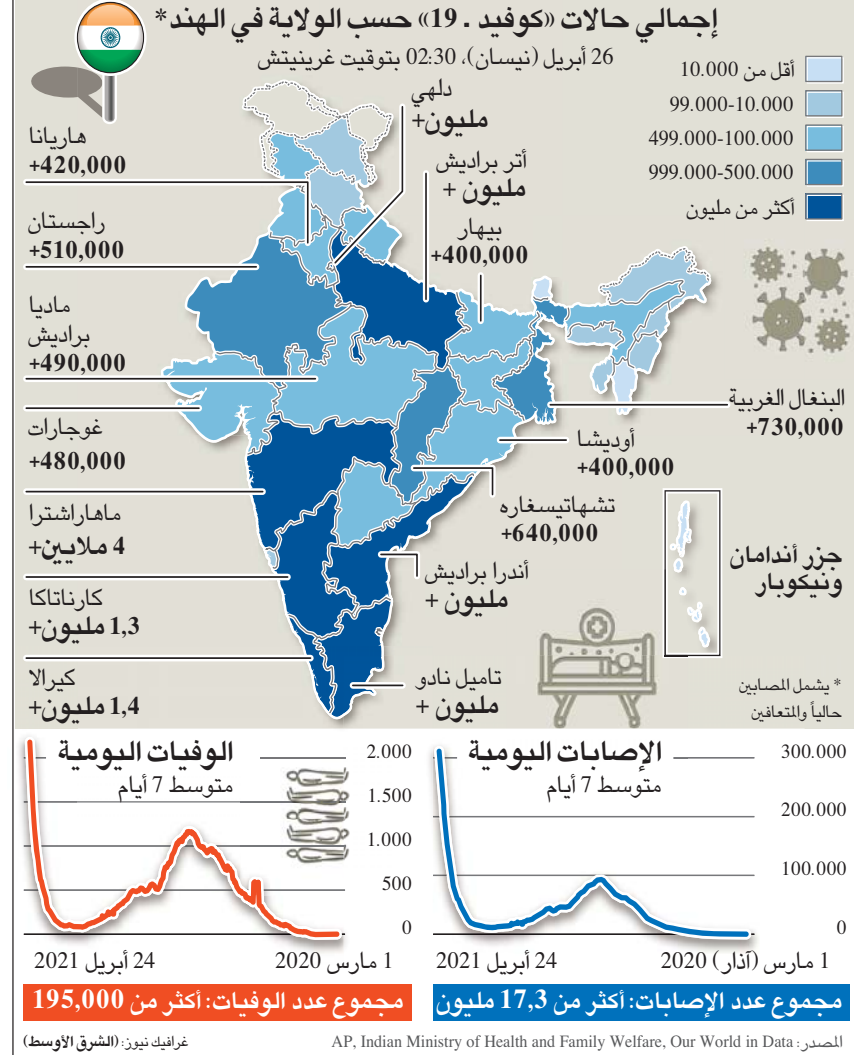 إجمالي حالات «كوفيد . 19» حسب الولاية في الهند*
26 أبريل (نيسان)، 02:30 بتوقيت غرينيتش
أقل من 10.000
99.000-10.000
499.000-100.000
999.000-500.000
أكثر من مليون
دلهي
مليون+
أتر براديش
مليون +
بيهار
+400,000
هاريانا
+420,000
راجستان
+510,000
ماديا
براديش
+490,000
غوجارات
+480,000
ماهاراشترا
4 ملايين+
كارناتاكا
1,3 مليون+
كيرالا
1,4 مليون+
البنغال الغربية
+730,000
أوديشا
+400,000
تشهاتيسغاره
+640,000
أندرا براديش
مليون +
تاميل نادو
مليون +
جزر أندامان
ونيكوبار
* يشمل المصابين
حالياً والمتعافين
الإصابات اليومية
متوسط 7 أيام
300.000
200.000
100.000
0
1 مارس (آذار) 2020
24 أبريل 2021
مجموع عدد الإصابات: أكثر من 17,3 مليون
الوفيات اليومية
متوسط 7 أيام
2.000
1.500
1.000
500
0
1 مارس 2020
24 أبريل 2021
مجموع عدد الوفيات: أكثر من 195,000
المصدر: AP, Indian Ministry of Health and Family Welfare, Our World in Data
غرافيك نيوز: (الشرق الأوسط)